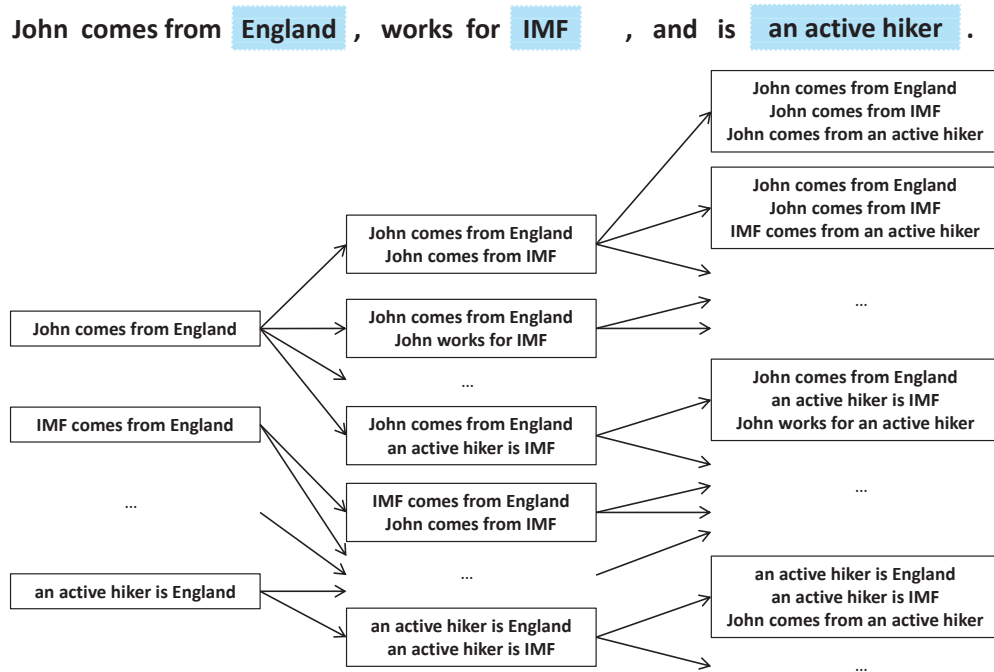 John comes from England , works for IMF , and is an active hiker .
John comes from England
IMF comes from England
...
an active hiker is England
John comes from England
John comes from IMF
John comes from England
John works for IMF
...
John comes from England
an active hiker is IMF
IMF comes from England
John comes from IMF
...
an active hiker is England
an active hiker is IMF
John comes from England
John comes from IMF
John comes from an active hiker
John comes from England
John comes from IMF
IMF comes from an active hiker
...
John comes from England
an active hiker is IMF
John works for an active hiker
...
an active hiker is England
an active hiker is IMF
John comes from an active hiker
...